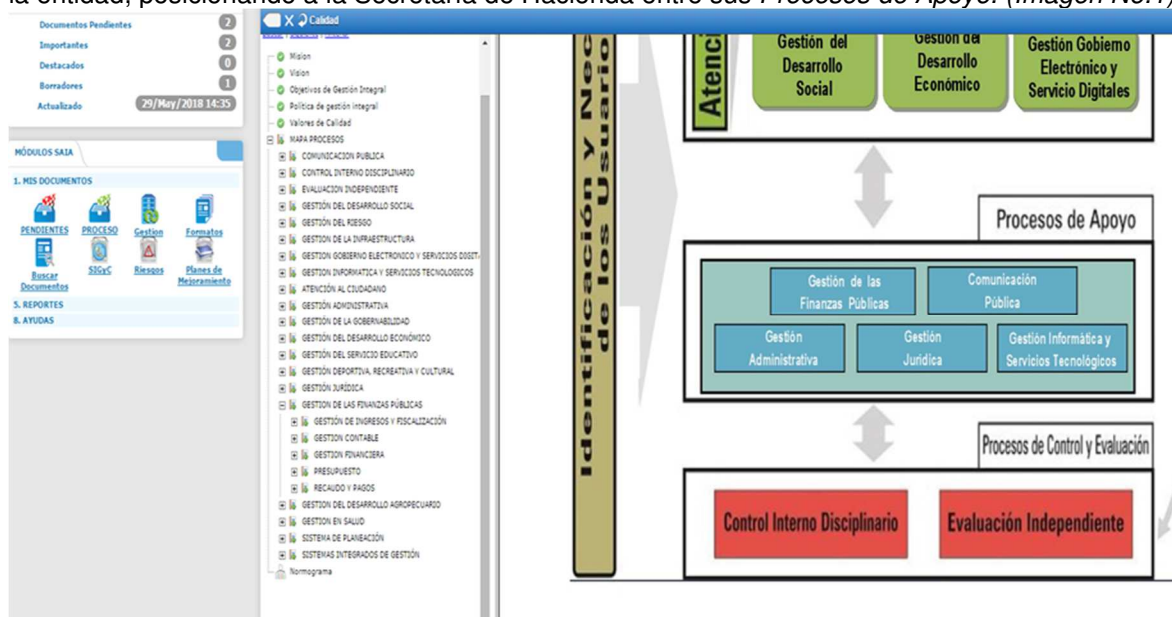 la entidad, posicionando a la Secretaría de Hacienda entre sus Procesos de Apoyo. (Imagen No.1)
Documentos Pendientes 2
Importantes 2
Destacados 0
Borradores 1
Actualizado 29/May/2018 14:35
MÓDULOS SAIA
1. MIS DOCUMENTOS
PENDIENTES PROCESO Gestion Formatos
Buscar Documentos SIGyC Riesgos Planes de Mejoramiento
5. REPORTES
8. AYUDAS
Calidad
Mision
Vision
Objetivos de Gestión Integral
Política de gestión integral
Valores de Calidad
MAPA PROCESOS
COMUNICACION PUBLICA
CONTROL INTERNO DISCIPLINARIO
EVALUACION INDEPENDIENTE
GESTIÓN DEL DESARROLLO SOCIAL
GESTIÓN DEL RIESGO
GESTION DE LA INFRAESTRUCTURA
GESTION GOBIERNO ELECTRONICO Y SERVICIOS DIGIT
GESTION INFORMATICA Y SERVICIOS TECNOLOGICOS
ATENCIÓN AL CIUDADANO
GESTIÓN ADMINISTRATIVA
GESTIÓN DE LA GOBERNABILIDAD
GESTIÓN DEL DESARROLLO ECONÓMICO
GESTIÓN DEL SERVICIO EDUCATIVO
GESTIÓN DEPORTIVA, RECREATIVA Y CULTURAL
GESTIÓN JURÍDICA
GESTION DE LAS FINANZAS PÚBLICAS
GESTIÓN DE INGRESOS Y FISCALIZACIÓN
GESTION CONTABLE
GESTION FINANCIERA
PRESUPUESTO
RECAUDO Y PAGOS
GESTION DEL DESARROLLO AGROPECUARIO
GESTION EN SALUD
SISTEMA DE PLANEACIÓN
SISTEMAS INTEGRADOS DE GESTIÓN
Normograma
Identificación y Nec
de los Usuario
Atenci
Gestión del
Desarrollo
Social
Gestión del
Desarrollo
Económico
Gestión Gobierno
Electrónico y
Servicio Digitales
Procesos de Apoyo
Gestión de las
Finanzas Públicas
Comunicación
Pública
Gestión
Administrativa
Gestión
Juridica
Gestión Informàtica y
Servicios Tecnológicos
Procesos de Control y Evaluación
Control Interno Disciplinario
Evaluación Independiente